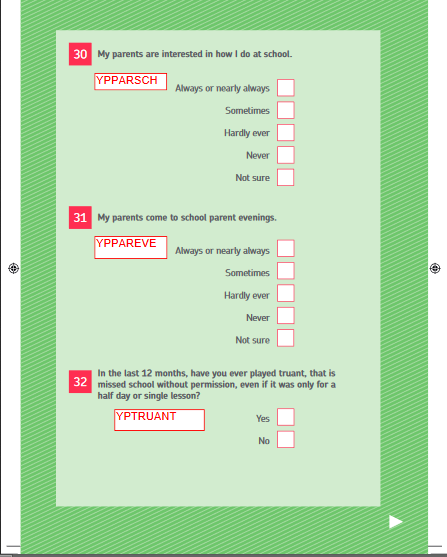 30 My parents are interested in how I do at school.
YPPARSCH
Always or nearly always
Sometimes
Hardly ever
Never
Not sure
31 My parents come to school parent evenings.
YPPAREVE
Always or nearly always
Sometimes
Hardly ever
Never
Not sure
In the last 12 months, have you ever played truant, that is
32 missed school without permission, even if it was only for a
half day or single lesson?
YPTRUANT
Yes
No